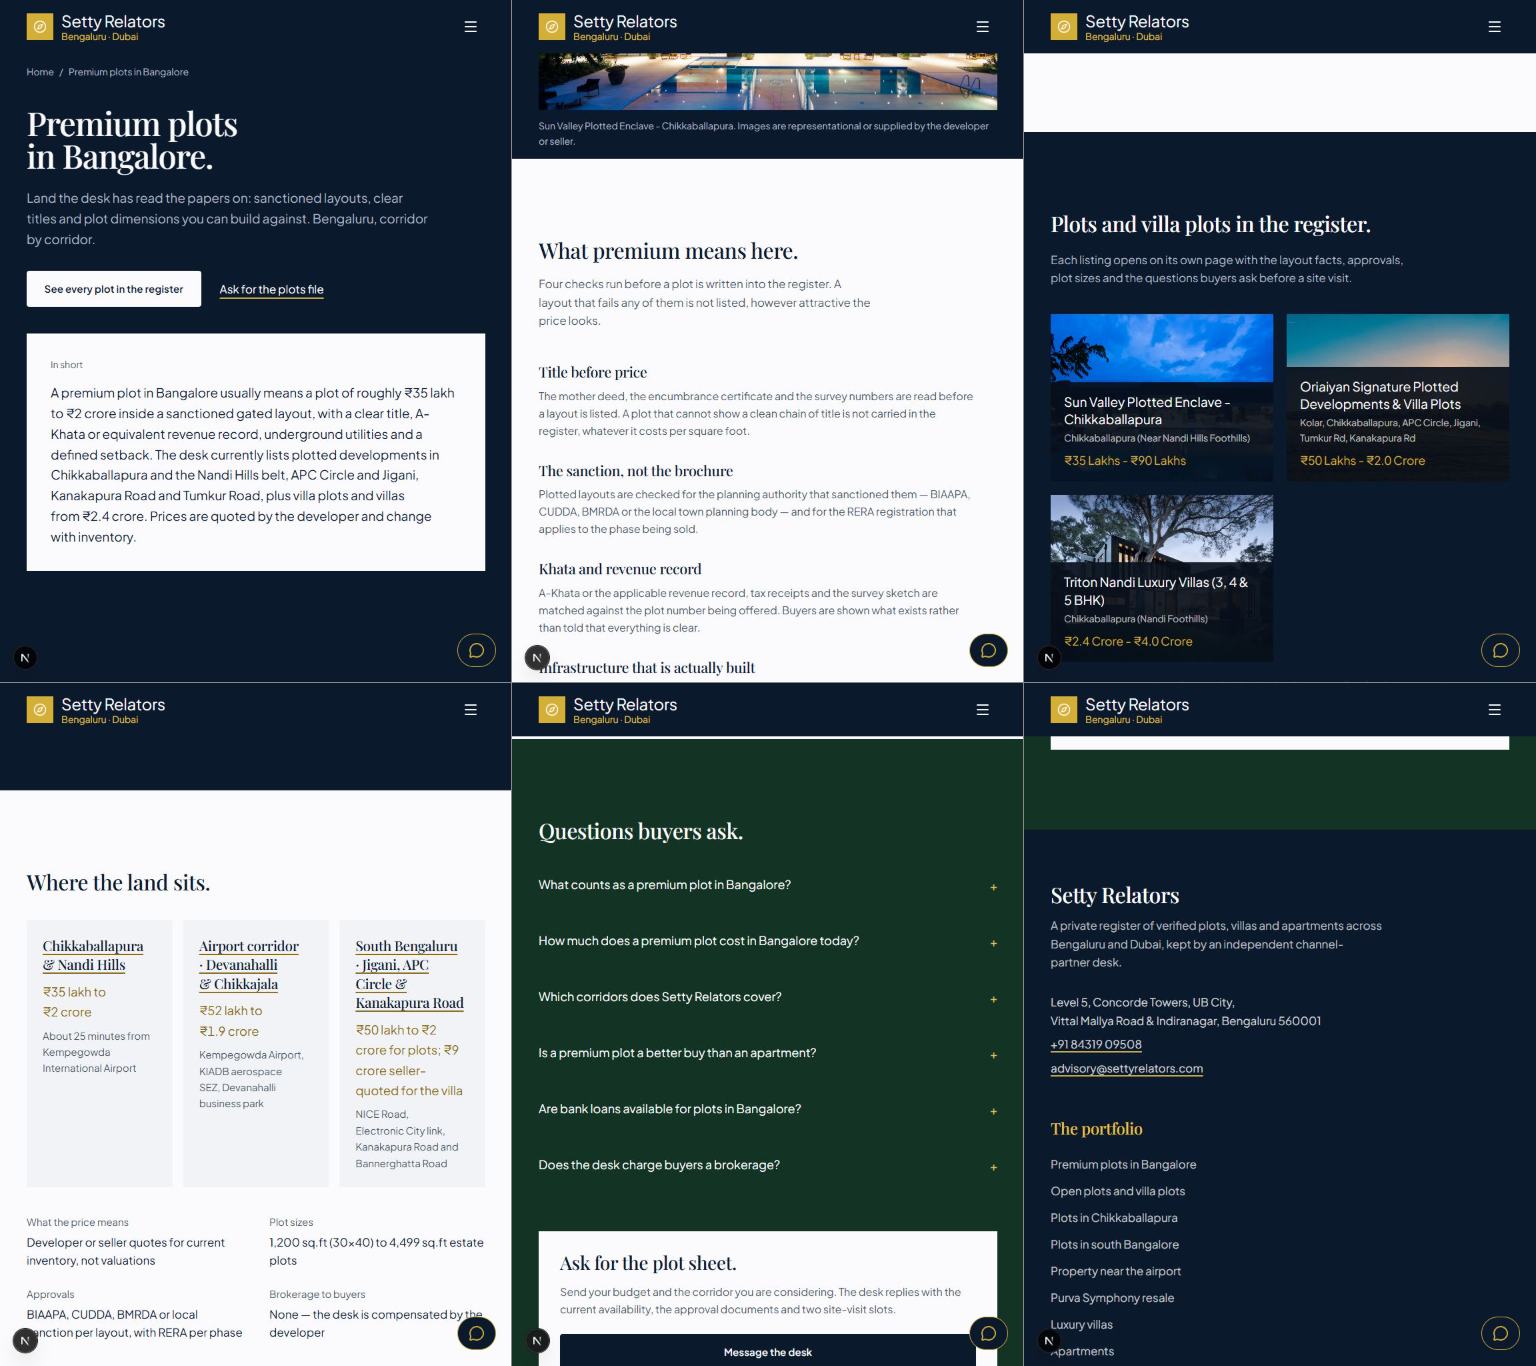 Setty Relators
Bengaluru · Dubai
Home / Premium plots in Bangalore
Premium plots
in Bangalore.
Land the desk has read the papers on: sanctioned layouts, clear
titles and plot dimensions you can build against. Bengaluru, corridor
by corridor.
See every plot in the register
Ask for the plots file
In short
A premium plot in Bangalore usually means a plot of roughly ₹35 lakh
to ₹2 crore inside a sanctioned gated layout, with a clear title, A-
Khata or equivalent revenue record, underground utilities and a
defined setback. The desk currently lists plotted developments in
Chikkaballapura and the Nandi Hills belt, APC Circle and Jigani,
Kanakapura Road and Tumkur Road, plus villa plots and villas
from ₹2.4 crore. Prices are quoted by the developer and change
with inventory.
N
Setty Relators
Bengaluru · Dubai
Sun Valley Plotted Enclave - Chikkaballapura. Images are representational or supplied by the developer
or seller.
What premium means here.
Four checks run before a plot is written into the register. A
layout that fails any of them is not listed, however attractive the
price looks.
Title before price
The mother deed, the encumbrance certificate and the survey numbers are read before
a layout is listed. A plot that cannot show a clean chain of title is not carried in the
register, whatever it costs per square foot.
The sanction, not the brochure
Plotted layouts are checked for the planning authority that sanctioned them — BIAAPA,
CUDDA, BMRDA or the local town planning body — and for the RERA registration that
applies to the phase being sold.
Khata and revenue record
A-Khata or the applicable revenue record, tax receipts and the survey sketch are
matched against the plot number being offered. Buyers are shown what exists rather
than told that everything is clear.
Infrastructure that is actually built
N
Setty Relators
Bengaluru · Dubai
Plots and villa plots in the register.
Each listing opens on its own page with the layout facts, approvals,
plot sizes and the questions buyers ask before a site visit.
Sun Valley Plotted Enclave -
Chikkaballapura
Chikkaballapura (Near Nandi Hills Foothills)
₹35 Lakhs - ₹90 Lakhs
Oriaiyan Signature Plotted
Developments & Villa Plots
Kolar, Chikkaballapura, APC Circle, Jigani,
Tumkur Rd, Kanakapura Rd
₹50 Lakhs - ₹2.0 Crore
Triton Nandi Luxury Villas (3, 4 &
5 BHK)
Chikkaballapura (Nandi Foothills)
₹2.4 Crore - ₹4.0 Crore
N
Setty Relators
Bengaluru · Dubai
Where the land sits.
Chikkaballapura
& Nandi Hills
₹35 lakh to
₹2 crore
About 25 minutes from
Kempegowda
International Airport
Airport corridor
· Devanahalli
& Chikkajala
₹52 lakh to
₹1.9 crore
Kempegowda Airport,
KIADB aerospace
SEZ, Devanahalli
business park
South Bengaluru
· Jigani, APC
Circle &
Kanakapura Road
₹50 lakh to ₹2
crore for plots; ₹9
crore seller-
quoted for the villa
NICE Road,
Electronic City link,
Kanakapura Road and
Bannerghatta Road
What the price means
Developer or seller quotes for current
inventory, not valuations
Plot sizes
1,200 sq.ft (30×40) to 4,499 sq.ft estate
plots
Approvals
BIAAPA, CUDDA, BMRDA or local
sanction per layout, with RERA per phase
Brokerage to buyers
None — the desk is compensated by the
developer
N
Setty Relators
Bengaluru · Dubai
Questions buyers ask.
What counts as a premium plot in Bangalore? +
How much does a premium plot cost in Bangalore today? +
Which corridors does Setty Relators cover? +
Is a premium plot a better buy than an apartment? +
Are bank loans available for plots in Bangalore? +
Does the desk charge buyers a brokerage? +
Ask for the plot sheet.
Send your budget and the corridor you are considering. The desk replies with the
current availability, the approval documents and two site-visit slots.
Message the desk
N
Setty Relators
Bengaluru · Dubai
Setty Relators
A private register of verified plots, villas and apartments across
Bengaluru and Dubai, kept by an independent channel-
partner desk.
Level 5, Concorde Towers, UB City,
Vittal Mallya Road & Indiranagar, Bengaluru 560001
+91 84319 09508
advisory@settyrelators.com
The portfolio
Premium plots in Bangalore
Open plots and villa plots
Plots in Chikkaballapura
Plots in south Bangalore
Property near the airport
Purva Symphony resale
Luxury villas
Apartments
N